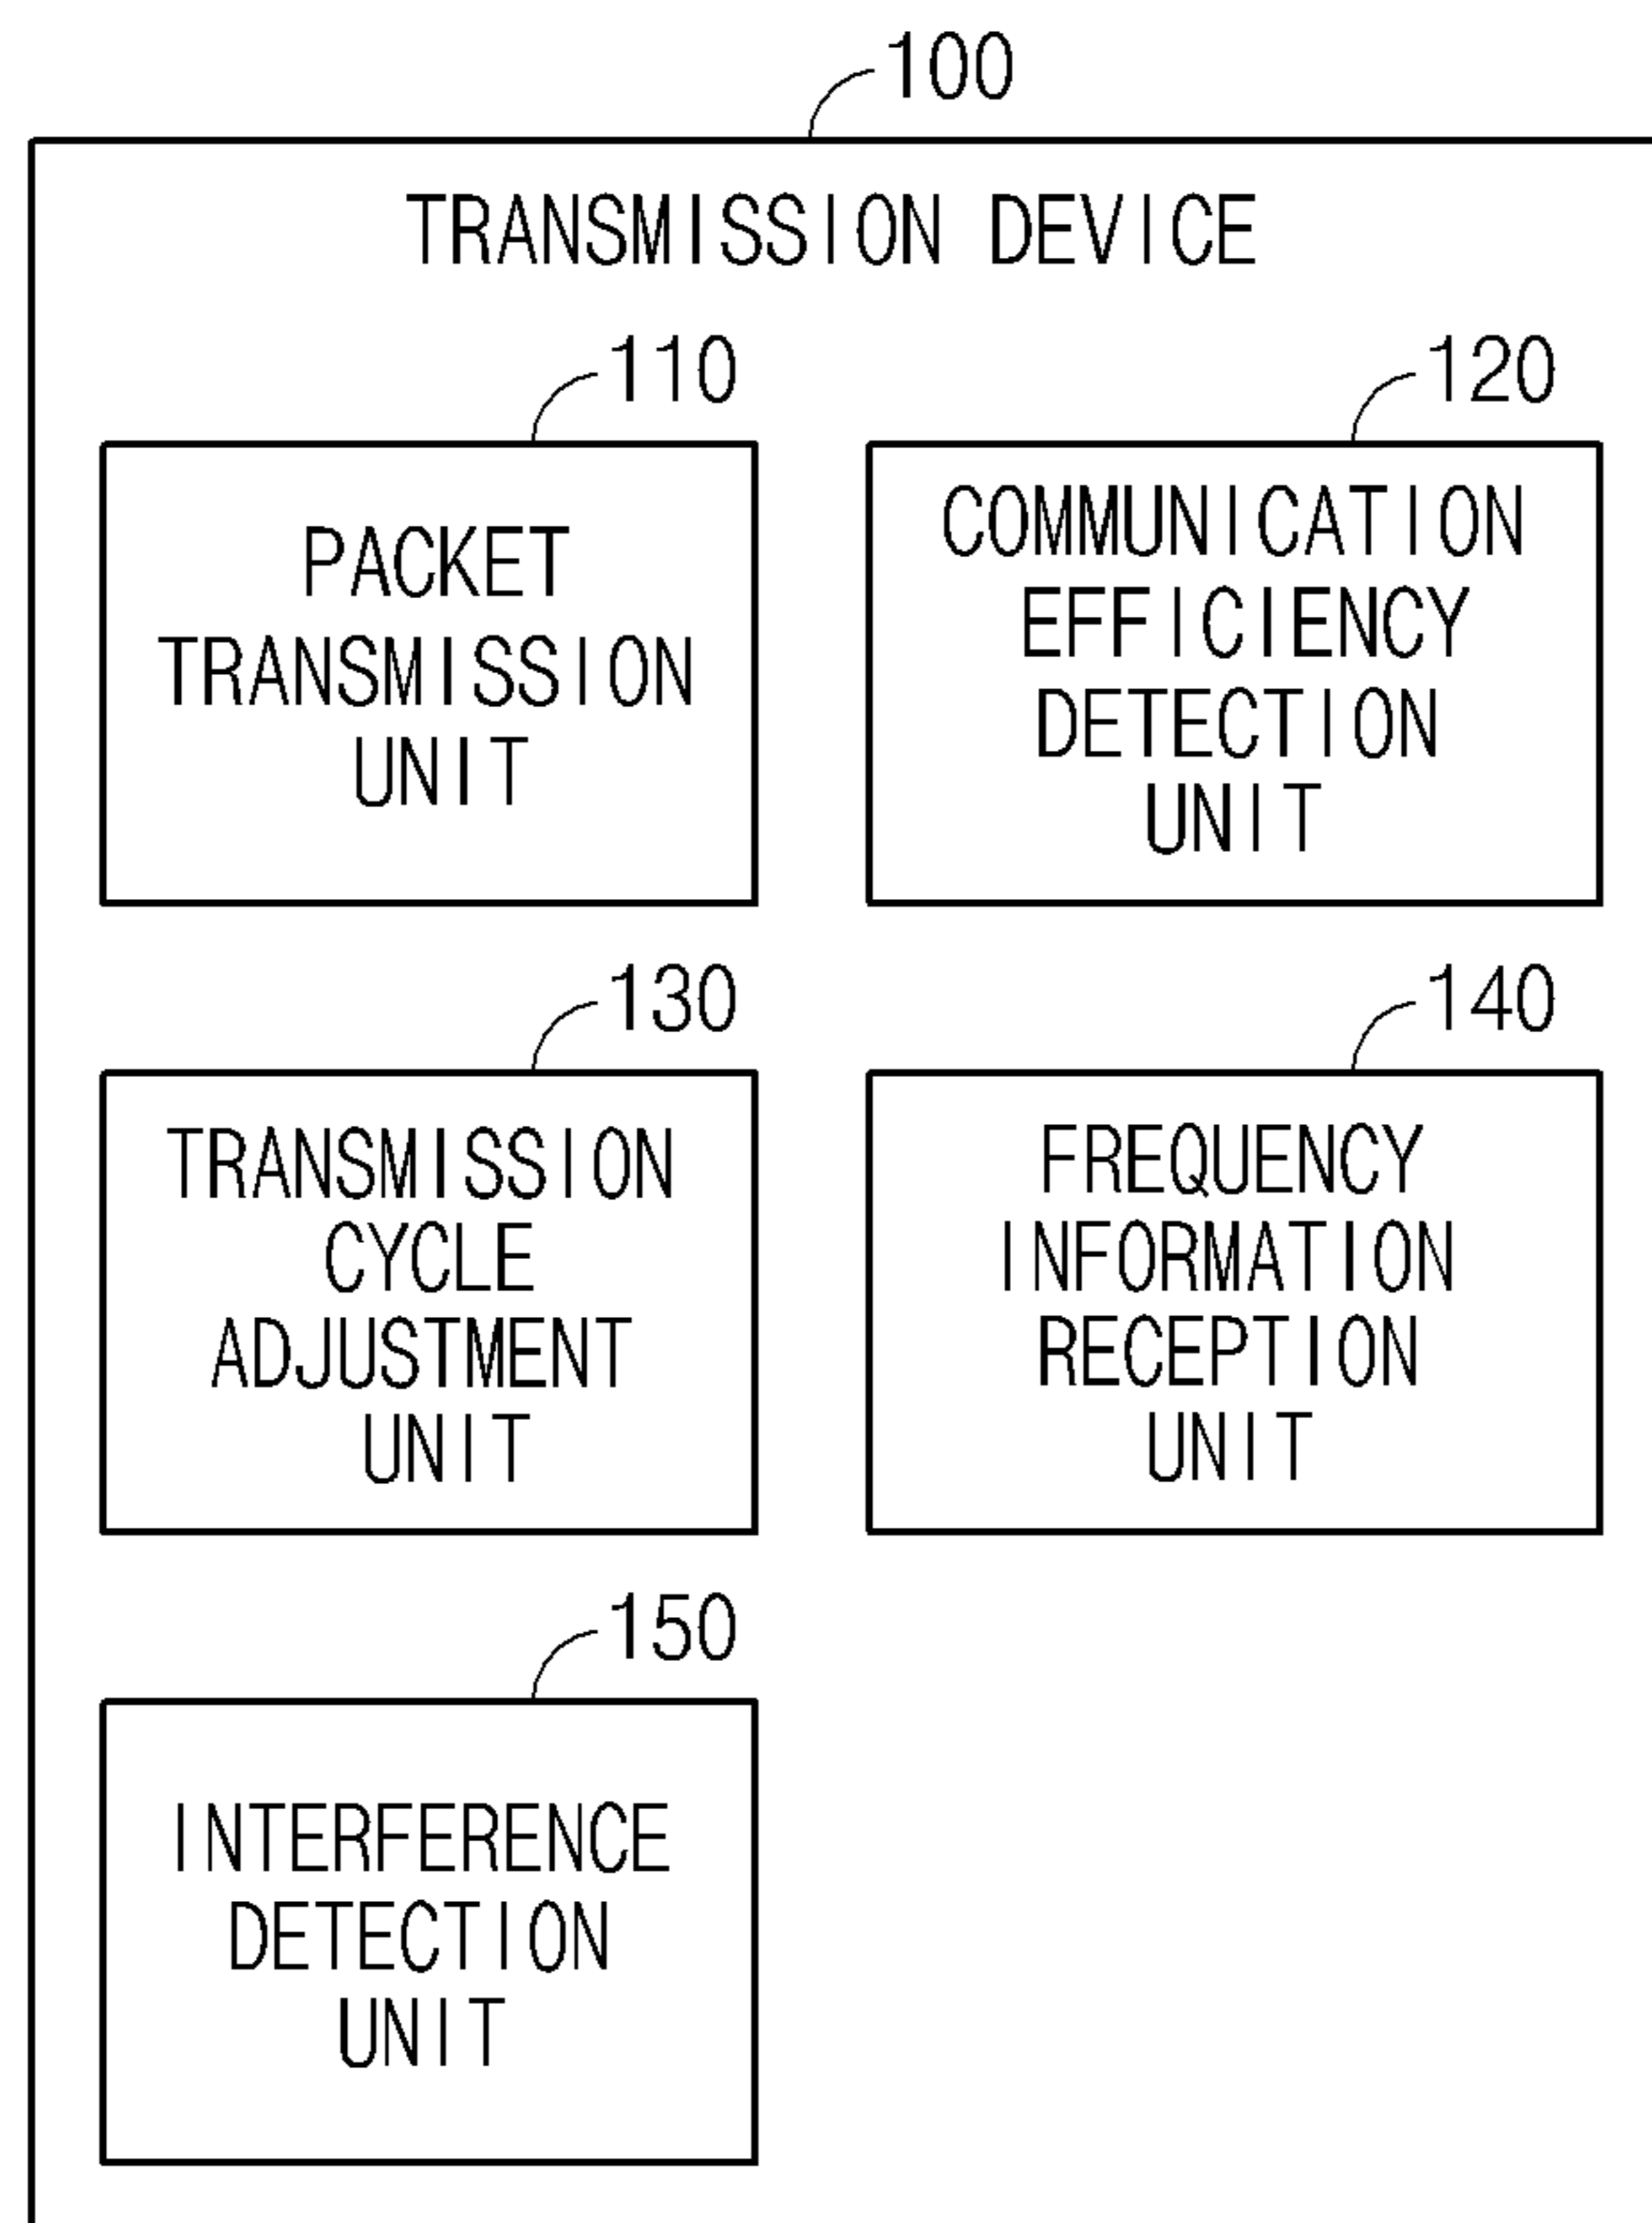 100
TRANSMISSION DEVICE
110
PACKET
TRANSMISSION
UNIT
120
COMMUNICATION
EFFICIENCY
DETECTION
UNIT
130
TRANSMISSION
CYCLE
ADJUSTMENT
UNIT
140
FREQUENCY
INFORMATION
RECEPTION
UNIT
150
INTERFERENCE
DETECTION
UNIT